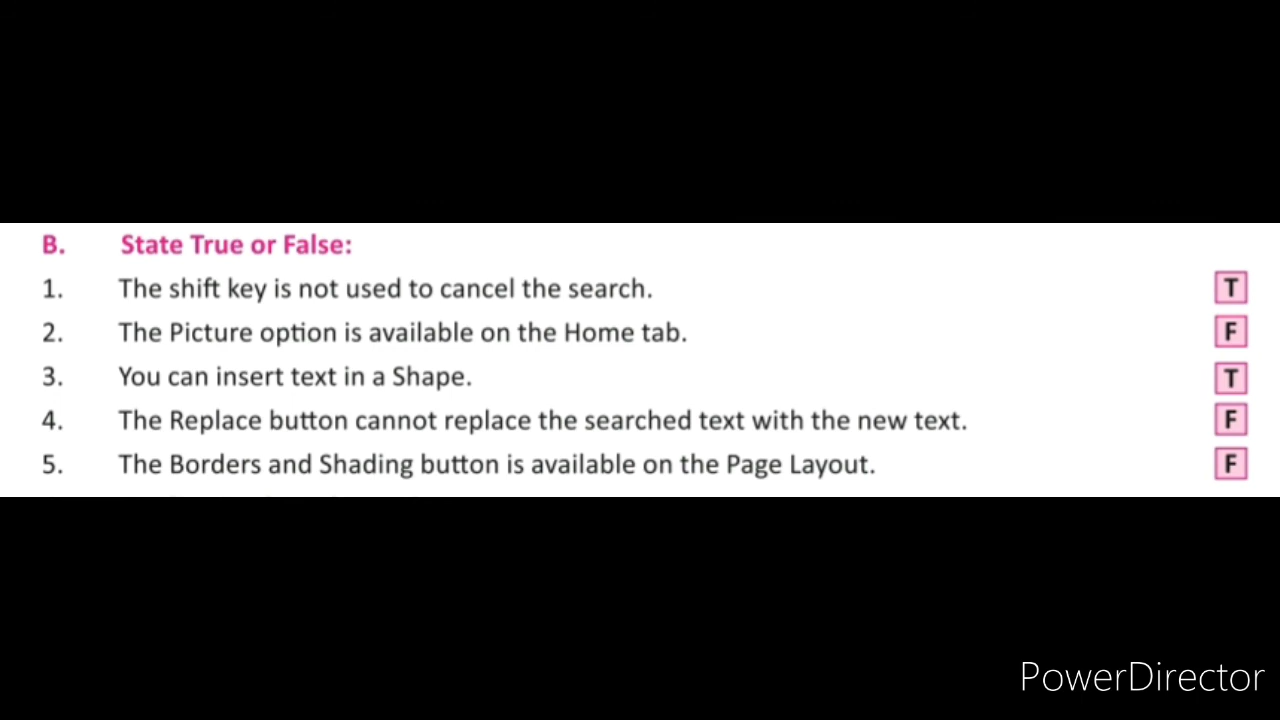 B. State True or False:
1. The shift key is not used to cancel the search. T
2. The Picture option is available on the Home tab. F
3. You can insert text in a Shape. T
4. The Replace button cannot replace the searched text with the new text. F
5. The Borders and Shading button is available on the Page Layout. F
PowerDirector